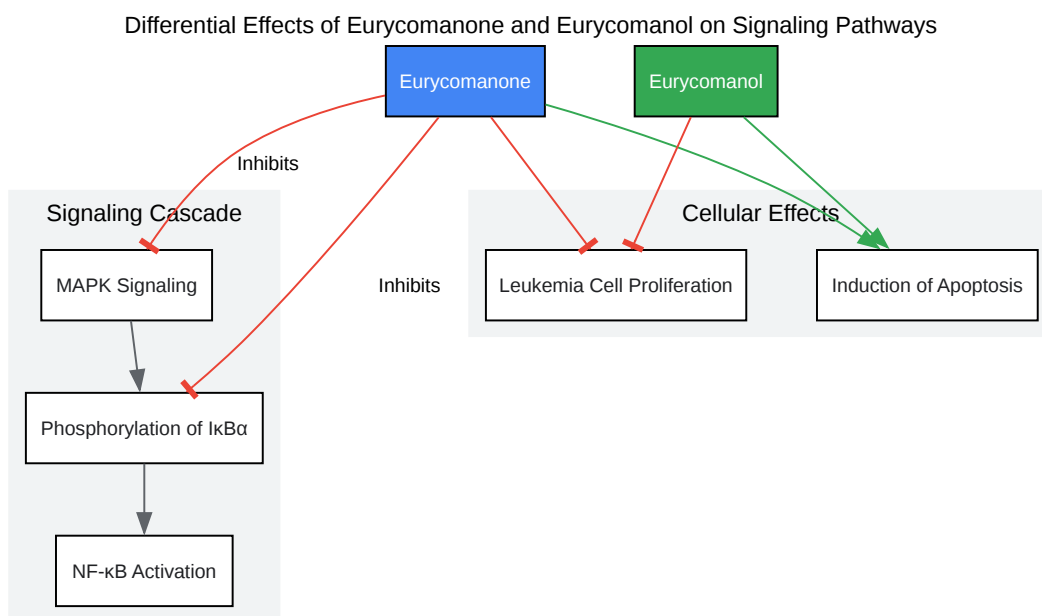 Differential Effects of Eurycomanone and Eurycomanol on Signaling Pathways
Eurycomanone
Eurycomanol
Inhibits
Signaling Cascade
Cellular Effects
MAPK Signaling
Inhibits
Leukemia Cell Proliferation
Induction of Apoptosis
Phosphorylation of IκBα
NF-κB Activation